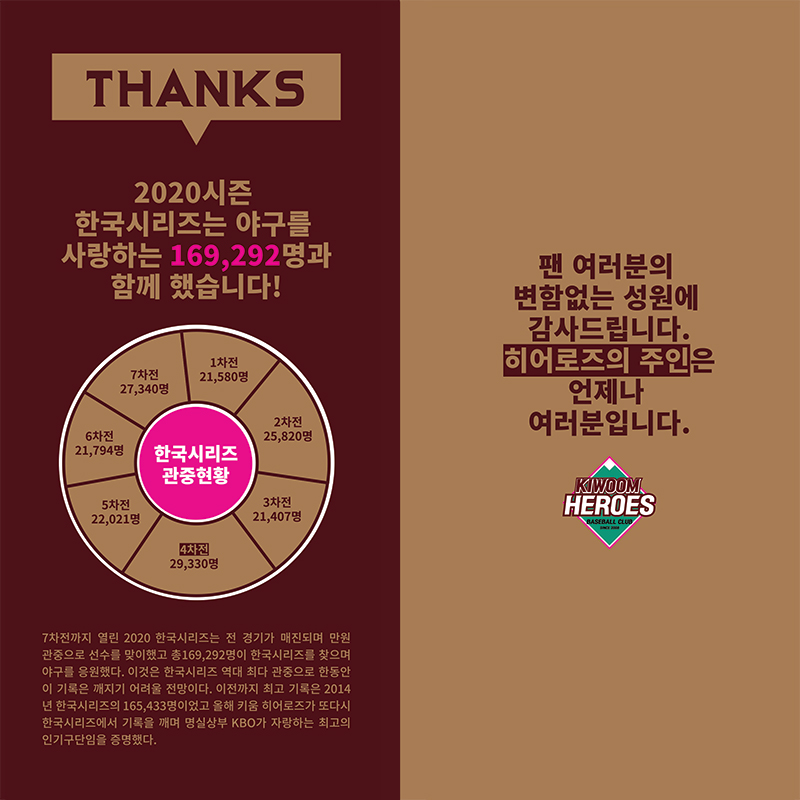 THANKS
2020시즌
한국시리즈는 야구를
사랑하는 169,292명과
함께 했습니다!
1차전
21,580명
2차전
25,820명
3차전
21,407명
4차전
29,330명
5차전
22,021명
6차전
21,794명
7차전
27,340명
한국시리즈
관중현황
7차전까지 열린 2020 한국시리즈는 전 경기가 매진되며 만원
관중으로 선수를 맞이했고 총169,292명이 한국시리즈를 찾으며
야구를 응원했다. 이것은 한국시리즈 역대 최다 관중으로 한동안
이 기록은 깨지기 어려울 전망이다. 이전까지 최고 기록은 2014
년 한국시리즈의 165,433명이었고 올해 키움 히어로즈가 또다시
한국시리즈에서 기록을 깨며 명실상부 KBO가 자랑하는 최고의
인기구단임을 증명했다.
팬 여러분의
변함없는 성원에
감사드립니다.
히어로즈의 주인은
언제나
여러분입니다.
KIWOOM
HEROES
BASEBALL CLUB
SINCE 2008